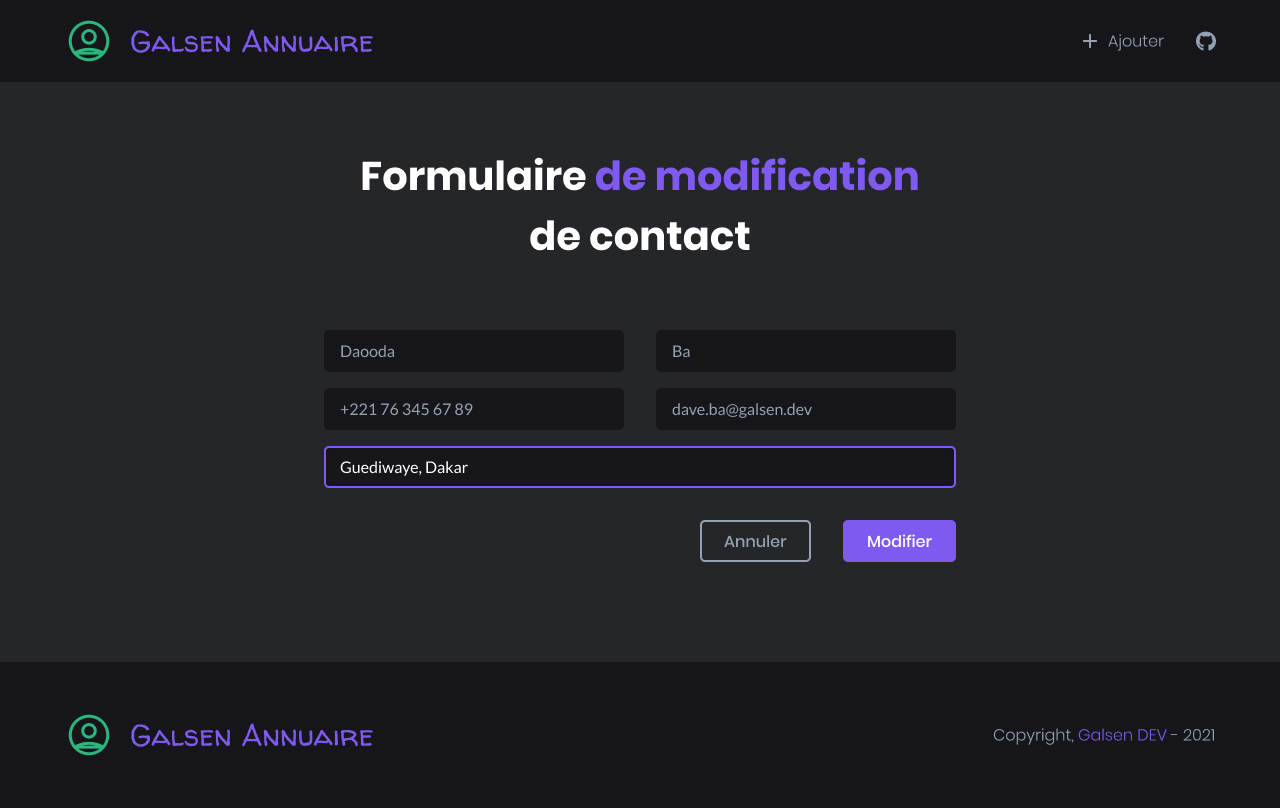 Galsen Annuaire
Ajouter
Formulaire de modification
de contact
Daooda
Ba
+221 76 345 67 89
dave.ba@galsen.dev
Guediwaye, Dakar
Annuler
Modifier
Galsen Annuaire
Copyright, Galsen DEV - 2021